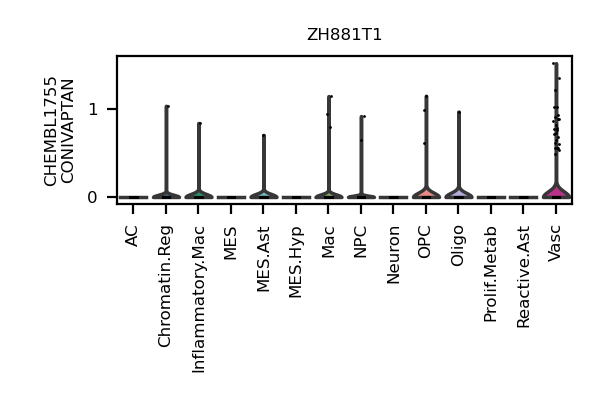 ZH881T1
CHEMBL1755
CONIVAPTAN
1
0
AC
Chromatin.Reg
Inflammatory.Mac
MES
MES.Ast
MES.Hyp
Mac
NPC
Neuron
OPC
Oligo
Prolif.Metab
Reactive.Ast
Vasc